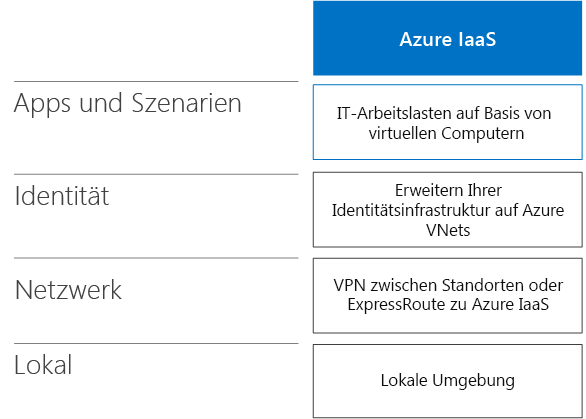 Azure IaaS
Apps und Szenarien
IT-Arbeitslasten auf Basis von
virtuellen Computern
Identität
Erweitern Ihrer
Identitätsinfrastruktur auf Azure
VNets
Netzwerk
VPN zwischen Standorten oder
ExpressRoute zu Azure IaaS
Lokal
Lokale Umgebung